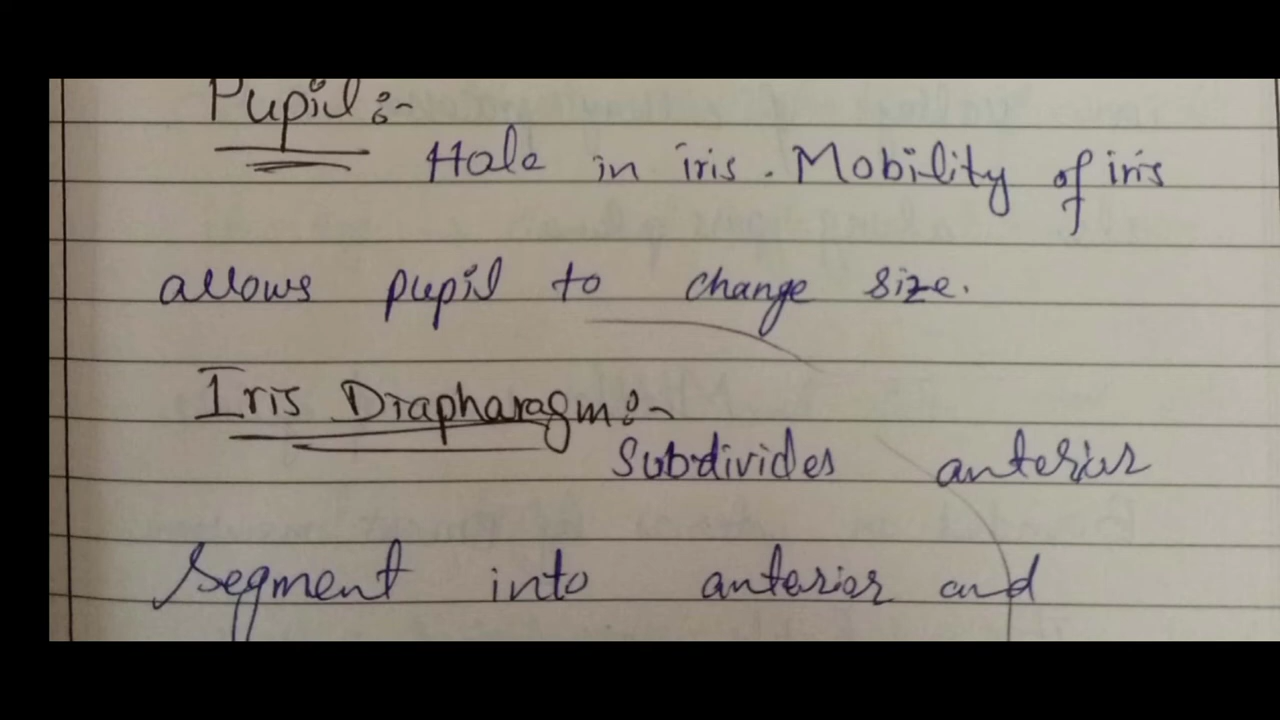 Pupil :-
Hole in iris. Mobility of iris
allows pupil to change size.
Iris Diapharagm :-
Subdivides anterior
segment into anterior and